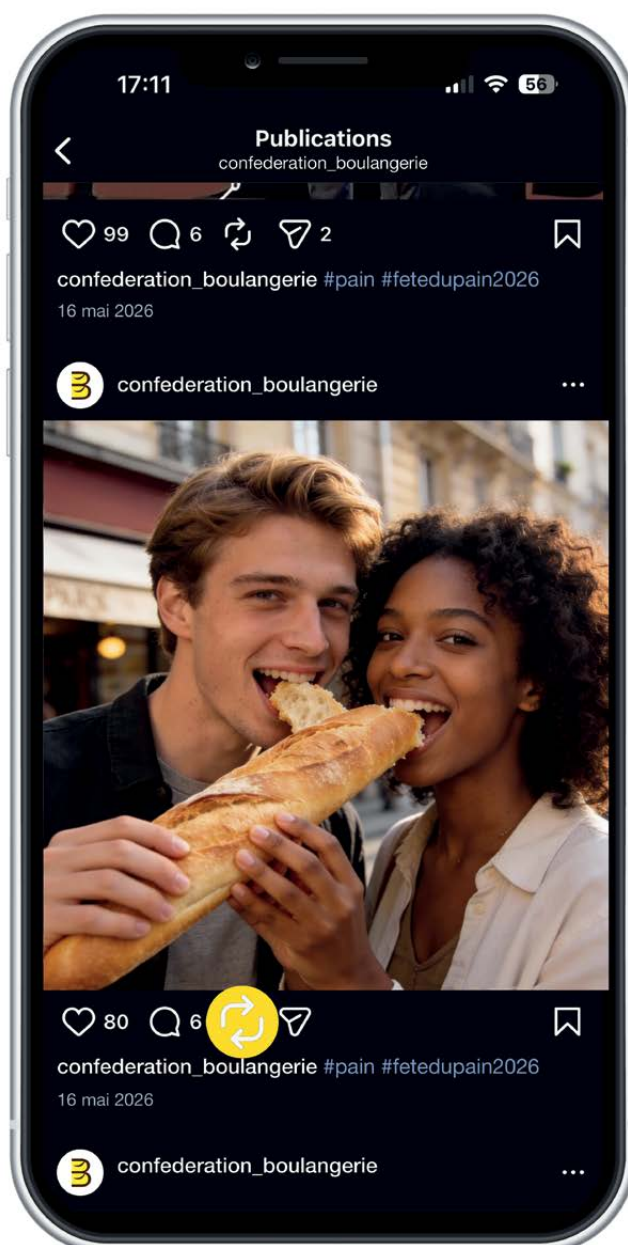 17:11
56
Publications
confederation_boulangerie
99 6 2
confederation_boulangerie #pain #fetedupain2026
16 mai 2026
confederation_boulangerie
80 6
confederation_boulangerie #pain #fetedupain2026
16 mai 2026
confederation_boulangerie